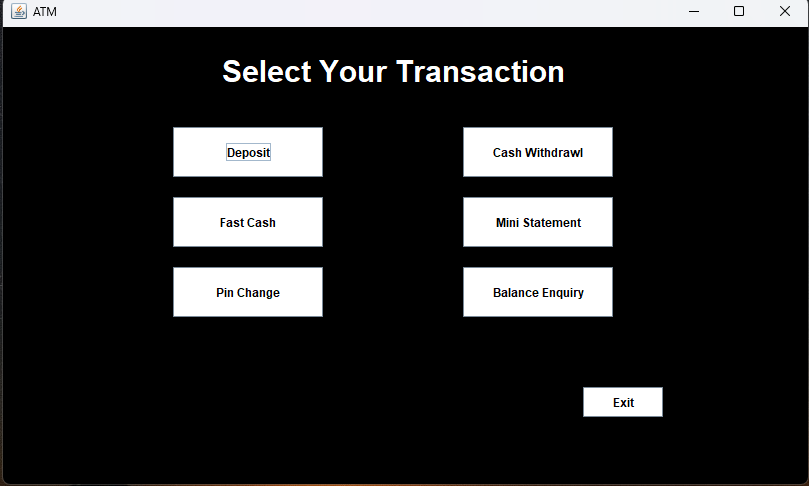 ATM
Select Your Transaction
Deposit
Cash Withdrawl
Fast Cash
Mini Statement
Pin Change
Balance Enquiry
Exit